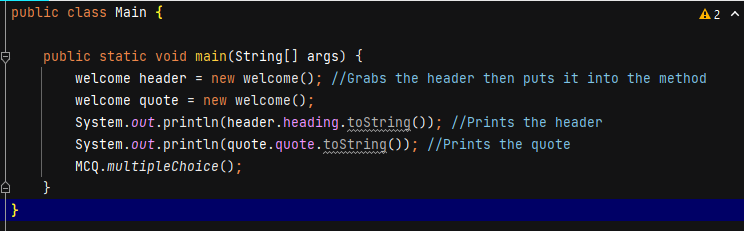 public class Main {
2
public static void main(String[] args) {
welcome header = new welcome(); //Grabs the header then puts it into the method
welcome quote = new welcome();
System.out.println(header.heading.toString()); //Prints the header
System.out.println(quote.quote.toString()); //Prints the quote
MCQ.multipleChoice();
}
}